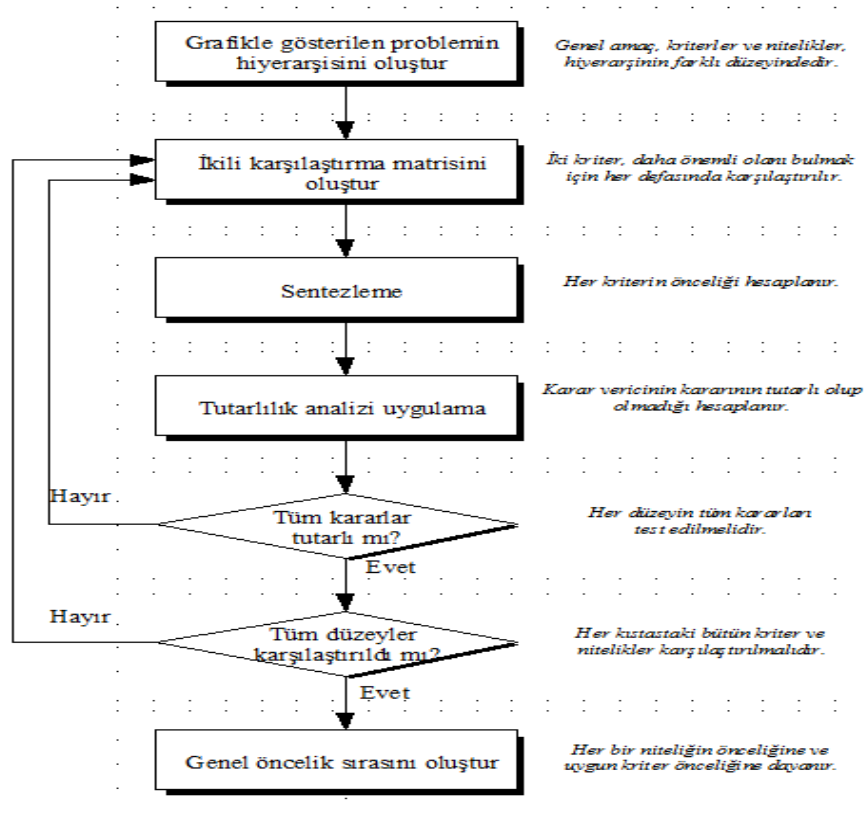 Grafikle gösterilen problemin
hiyerarşisini oluştur
Genel amaç, kriterler ve nitelikler,
hiyerarşinin farklı düzeyindedir.
İkili karşılaştırma matrisini
oluştur
İki kriter, daha önemli olanı bulmak
için her defasında karşılaştırılır.
Sentezleme
Her kriterin önceliği hesaplanır.
Tutarlılık analizi uygulama
Karar vericinin kararının tutarlı olup
olmadığı hesaplanır.
Hayır
Tüm kararlar
tutarlı mı?
Her düzeyin tüm kararları
test edilmelidir.
Evet
Hayır
Tüm düzeyler
karşılaştırıldı mı?
Her kıstastaki bütün kriter ve
nitelikler karşılaştırılmalıdır.
Evet
Genel öncelik sırasını oluştur
Her bir niteliğin önceliğine ve
uygun kriter önceliğine dayanır.